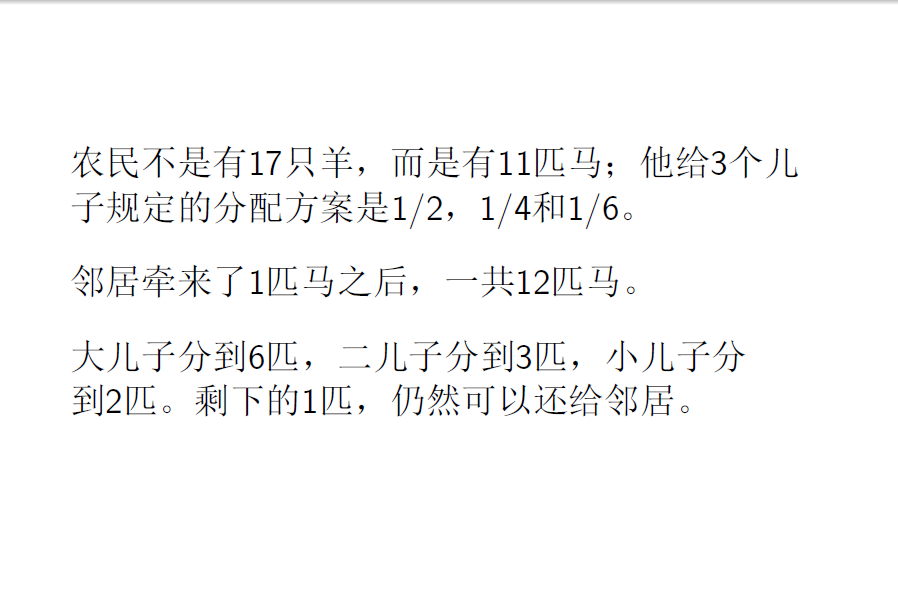 农民不是有17只羊，而是有11匹马；他给3个儿
子规定的分配方案是1/2，1/4和1/6。
邻居牵来了1匹马之后，一共12匹马。
大儿子分到6匹，二儿子分到3匹，小儿子分
到2匹。剩下的1匹，仍然可以还给邻居。